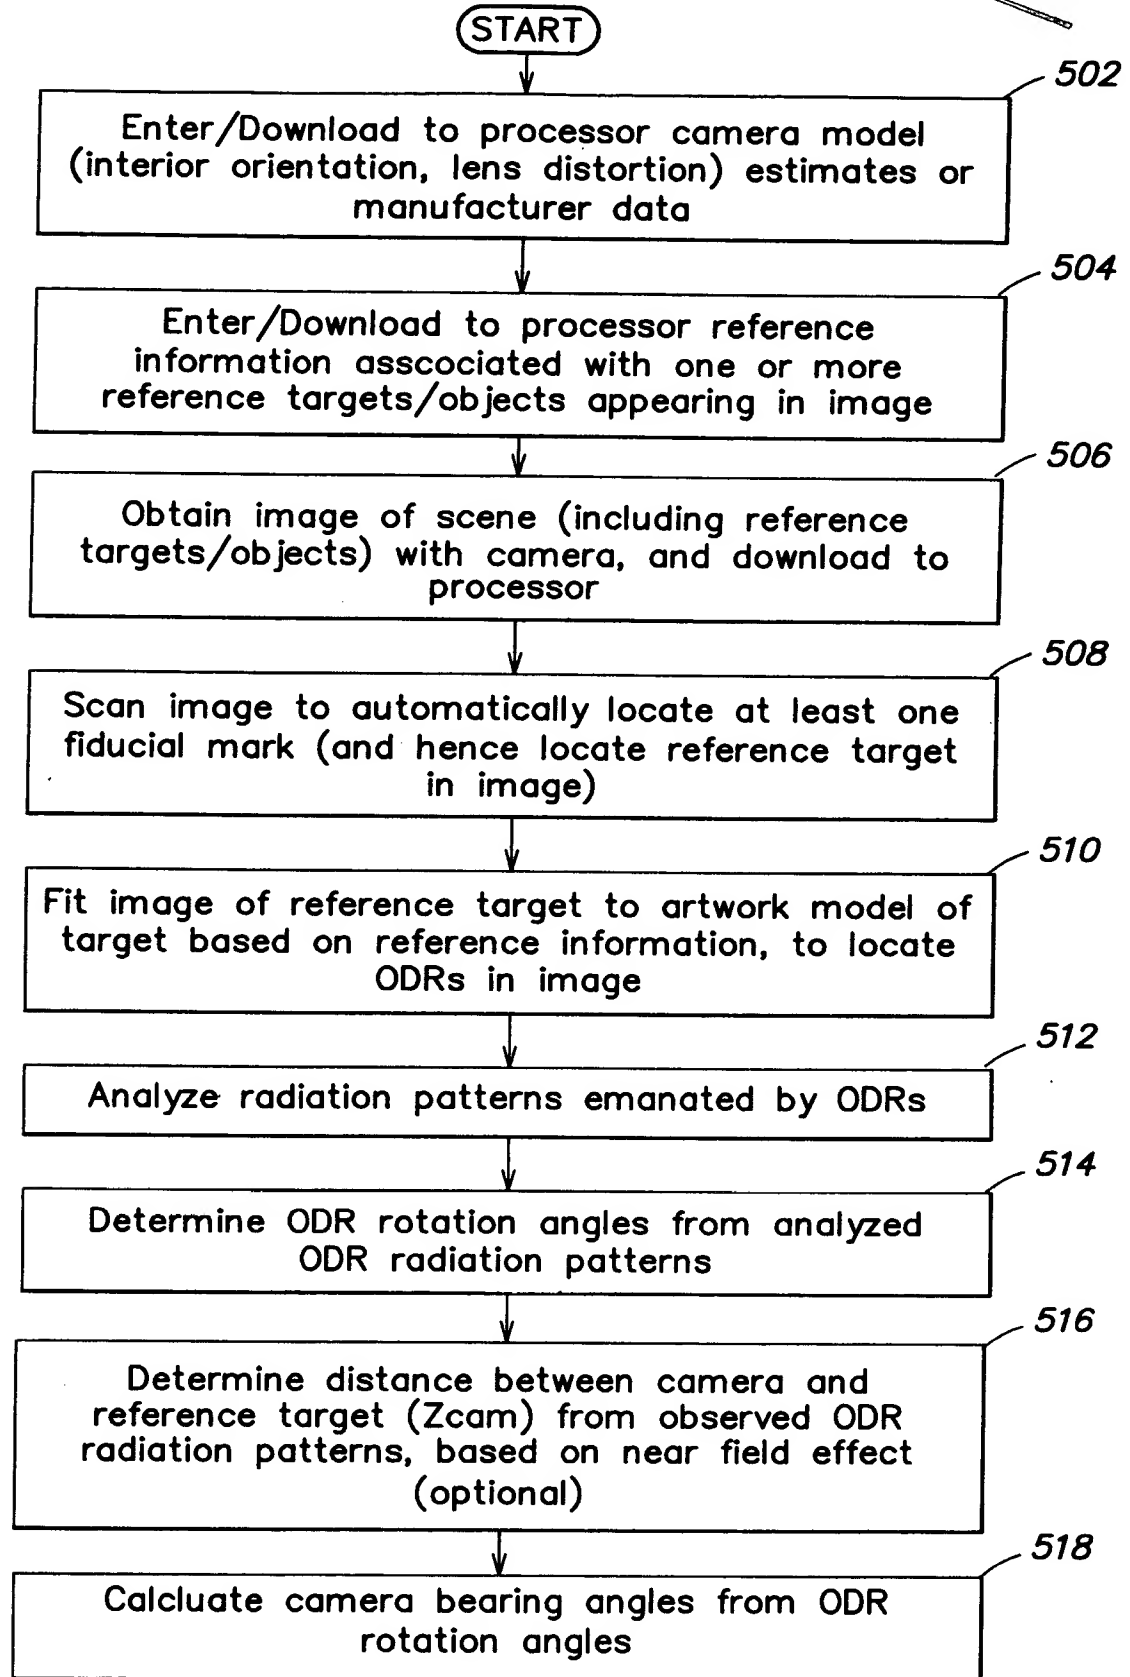 START
502
Enter/Download to processor camera model
(interior orientation, lens distortion) estimates or
manufacturer data
504
Enter/Download to processor reference
information asscociated with one or more
reference targets/objects appearing in image
506
Obtain image of scene (including reference
targets/objects) with camera, and download to
processor
508
Scan image to automatically locate at least one
fiducial mark (and hence locate reference target
in image)
510
Fit image of reference target to artwork model of
target based on reference information, to locate
ODRs in image
512
Analyze radiation patterns emanated by ODRs
514
Determine ODR rotation angles from analyzed
ODR radiation patterns
516
Determine distance between camera and
reference target (Zcam) from observed ODR
radiation patterns, based on near field effect
(optional)
518
Calcluate camera bearing angles from ODR
rotation angles